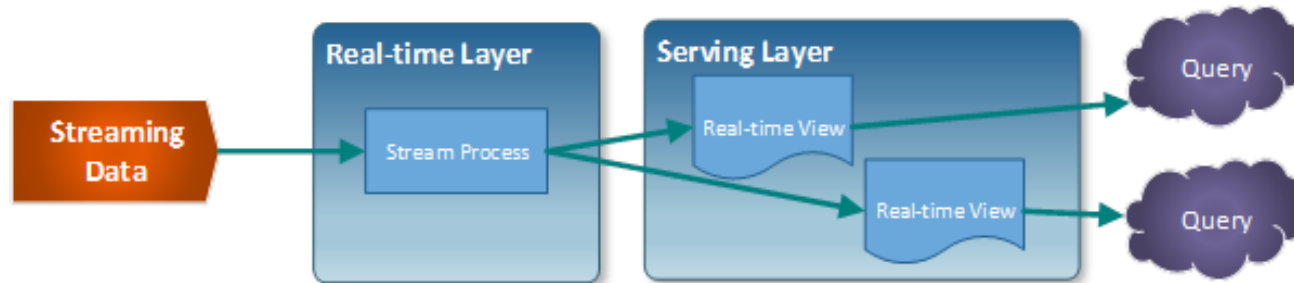 Streaming
Data
Real-time Layer
Stream Process
Serving Layer
Real-time View
Real-time View
Query
Query